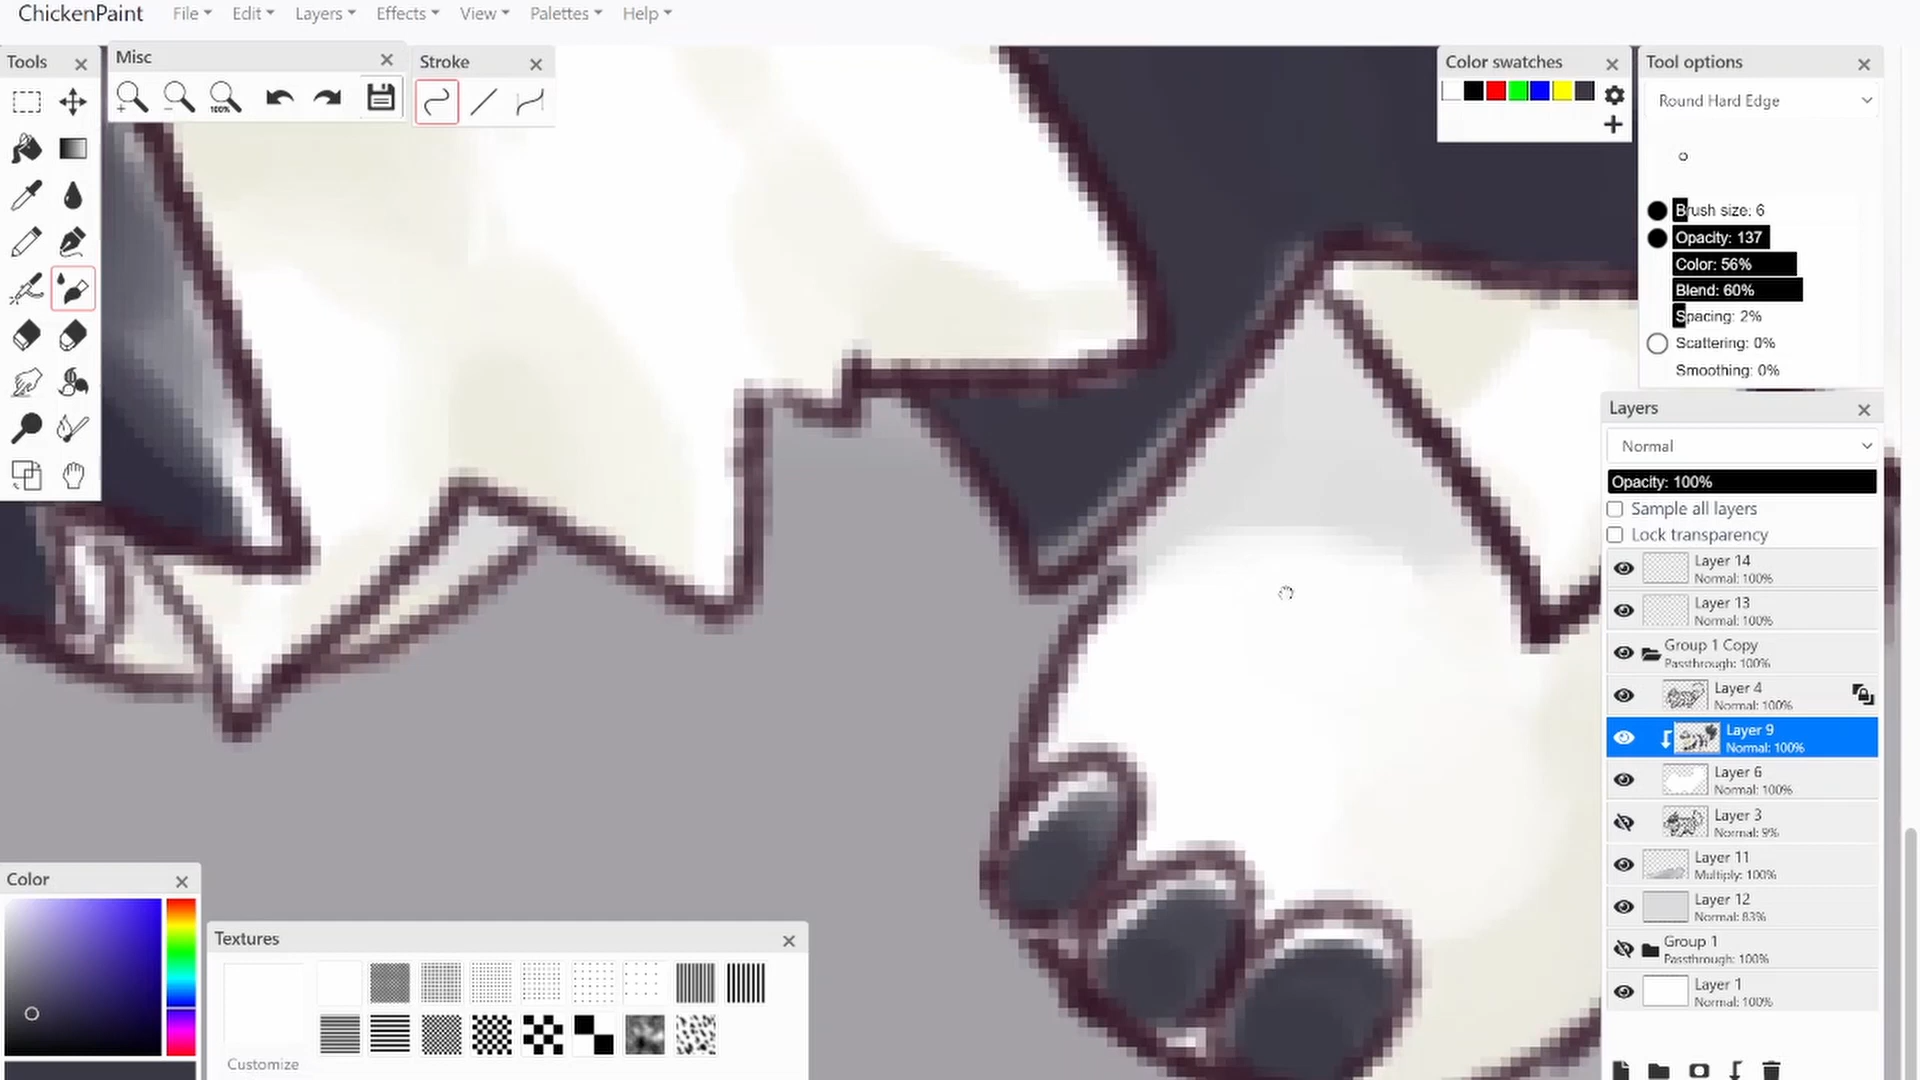 ChickenPaint File Edit Layers Effects View Palettes Help
Tools
Misc
100%
Stroke
Color swatches
Tool options
Round Hard Edge
Brush size: 6
Opacity: 137
Color: 56%
Blend: 60%
Spacing: 2%
Scattering: 0%
Smoothing: 0%
Layers
Normal
Opacity: 100%
Sample all layers
Lock transparency
Layer 14
Normal: 100%
Layer 13
Normal: 100%
Group 1 Copy
Passthrough: 100%
Layer 4
Normal: 100%
Layer 9
Normal: 100%
Layer 6
Normal: 100%
Layer 3
Normal: 9%
Layer 11
Multiply: 100%
Layer 12
Normal: 83%
Group 1
Passthrough: 100%
Layer 1
Normal: 100%
Color
Textures
Customize